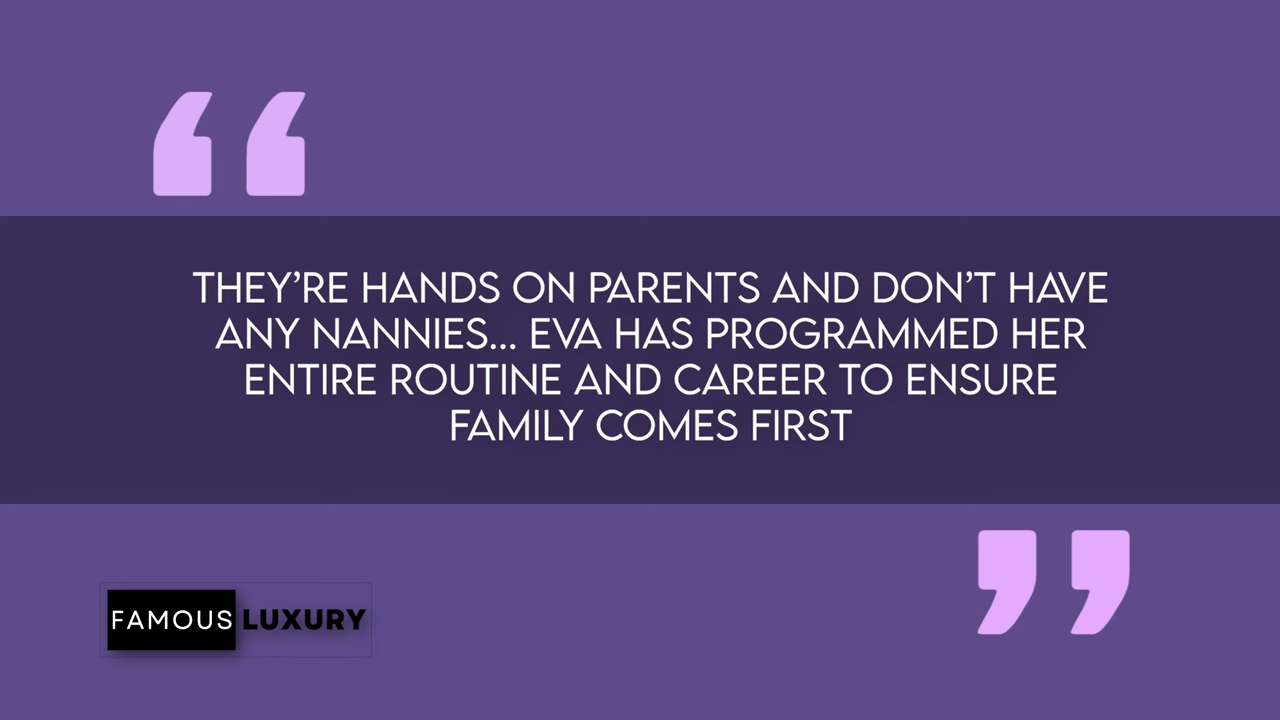 “
THEY’RE HANDS ON PARENTS AND DON’T HAVE
ANY NANNIES... EVA HAS PROGRAMMED HER
ENTIRE ROUTINE AND CAREER TO ENSURE
FAMILY COMES FIRST
”
FAMOUS LUXURY